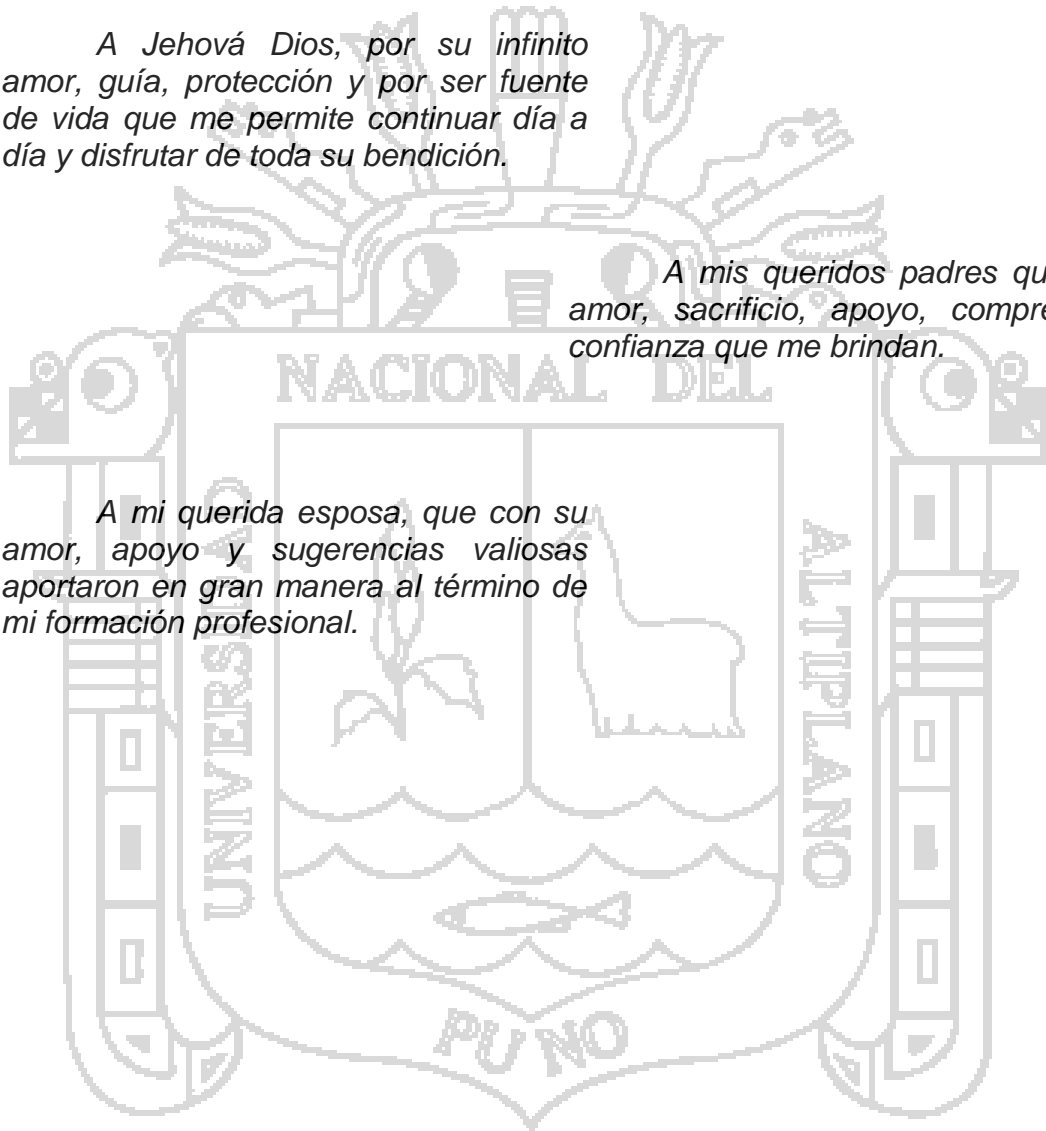 A Jehová Dios, por su infinito
amor, guía, protección y por ser fuente
de vida que me permite continuar día a
día y disfrutar de toda su bendición.
A mis queridos padres
amor, sacrificio, apoyo,
confianza que me brindan.
NACIONAL DEL
A mi querida esposa, que con su
amor, apoyo y sugerencias valiosas
aportaron en gran manera al término de
mi formación profesional.
UNIVERSIDAD
ALTIPLANO
PUNO